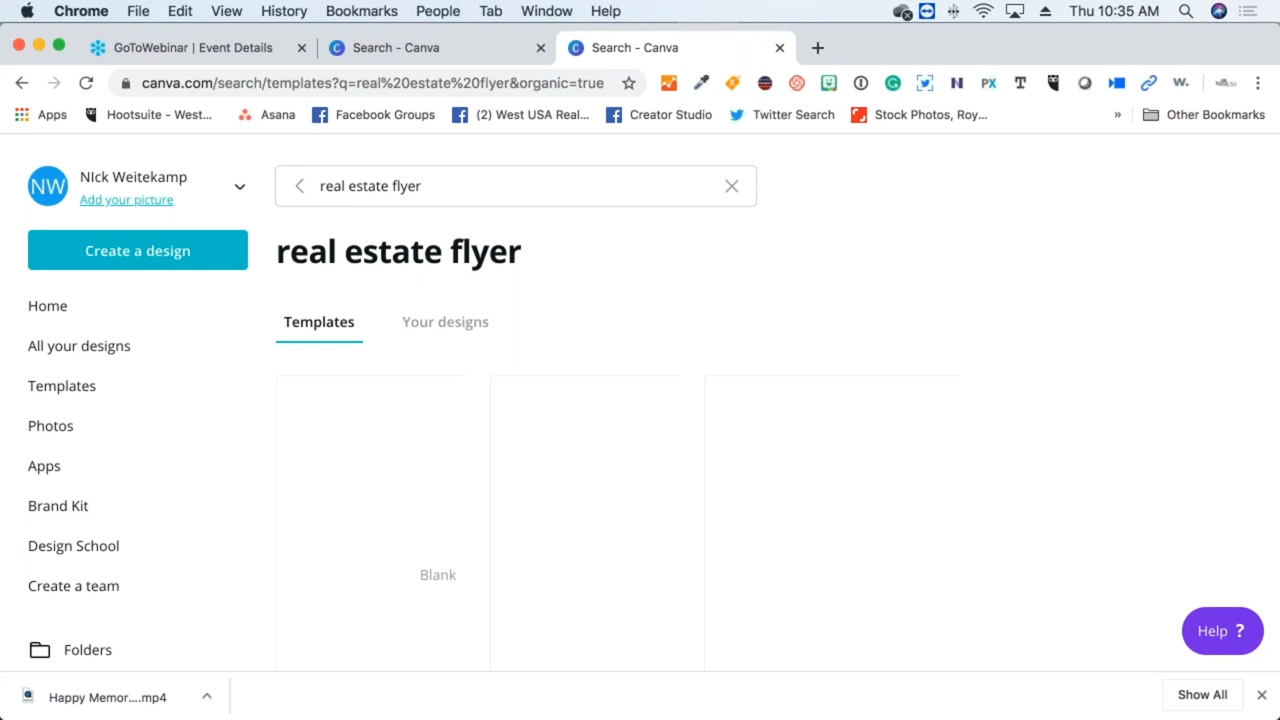 Chrome File Edit View History Bookmarks People Tab Window Help Thu 10:35 AM
GoToWebinar | Event Details Search - Canva Search - Canva
canva.com/search/templates?q=real%20estate%20flyer&organic=true
Apps Hootsuite - West... Asana Facebook Groups (2) West USA Real... Creator Studio Twitter Search Stock Photos, Roy... » Other Bookmarks
NW
NIck Weitekamp
Add your picture
real estate flyer
Create a design
real estate flyer
Home
Templates Your designs
All your designs
Templates
Photos
Apps
Brand Kit
Design School
Blank
Create a team
Help ?
Folders
Happy Memor....mp4
Show All